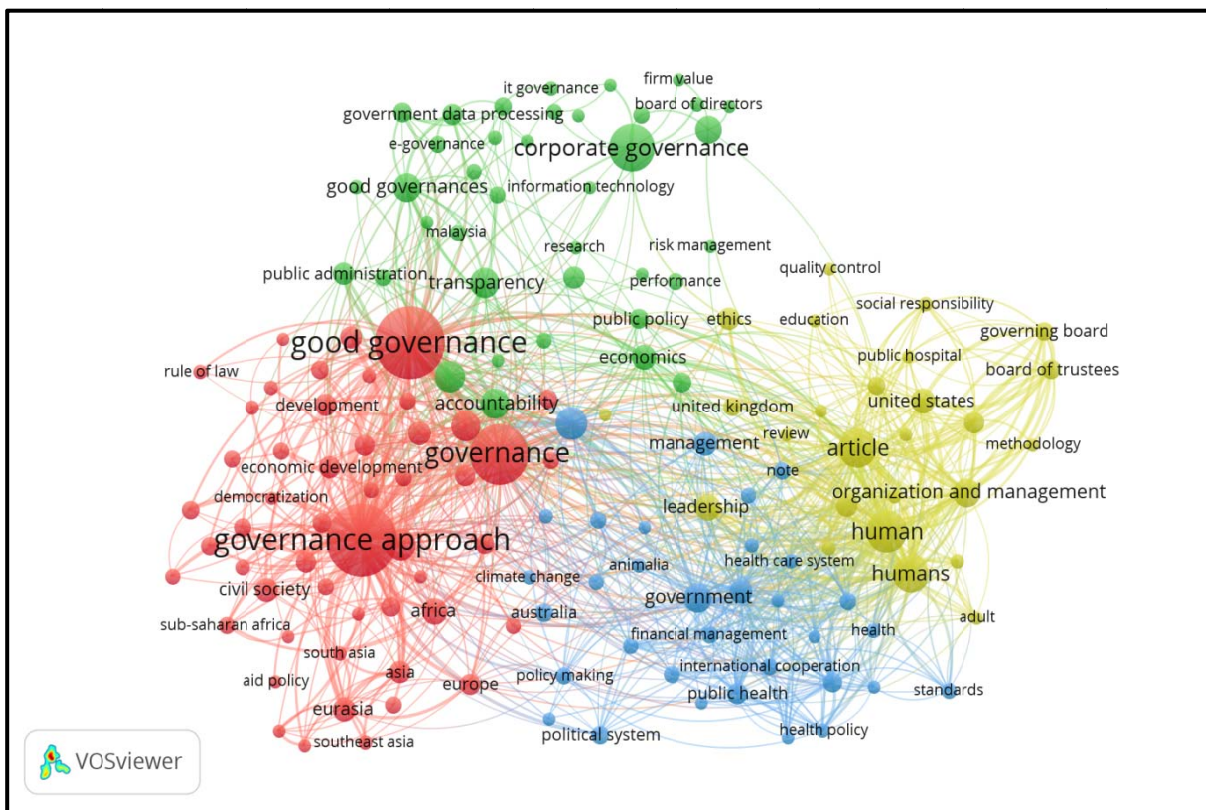 firm value
it governance
board of directors
government data processing
e-governance
corporate governance
good governances
information technology
malaysia
research
risk management
public administration
transparency
performance
quality control
social responsibility
public policy
ethics
education
governing board
good governance
economics
public hospital
board of trustees
rule of law
development
accountability
united kingdom
united states
management
review
article
methodology
economic development
governance
note
democratization
leadership
organization and management
governance approach
human
animalia
health care system
climate change
humans
civil society
government
africa
australia
adult
sub-saharan africa
financial management
health
south asia
aid policy
asia
europe
policy making
international cooperation
public health
standards
eurasia
southeast asia
political system
health policy
VOSviewer